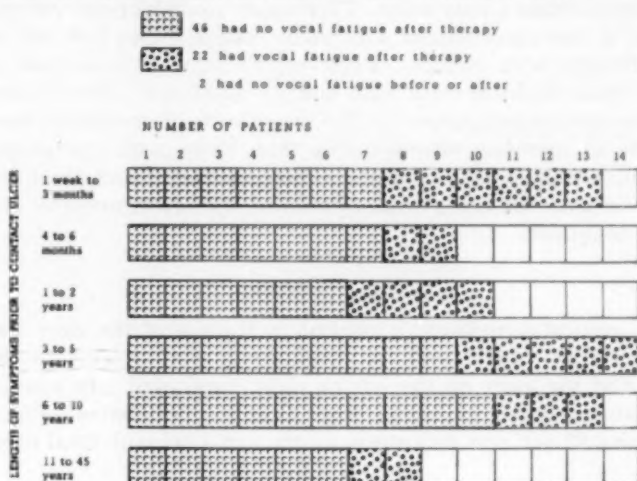 46 had no vocal fatigue after therapy
22 had vocal fatigue after therapy
2 had no vocal fatigue before or after
NUMBER OF PATIENTS
1 2 3 4 5 6 7 8 9 10 11 12 13 14
LENGTH OF SYMPTOMS PRIOR TO CONTACT ULCER
1 week to
3 months
4 to 6
months
1 to 2
years
3 to 5
years
6 to 10
years
11 to 45
years